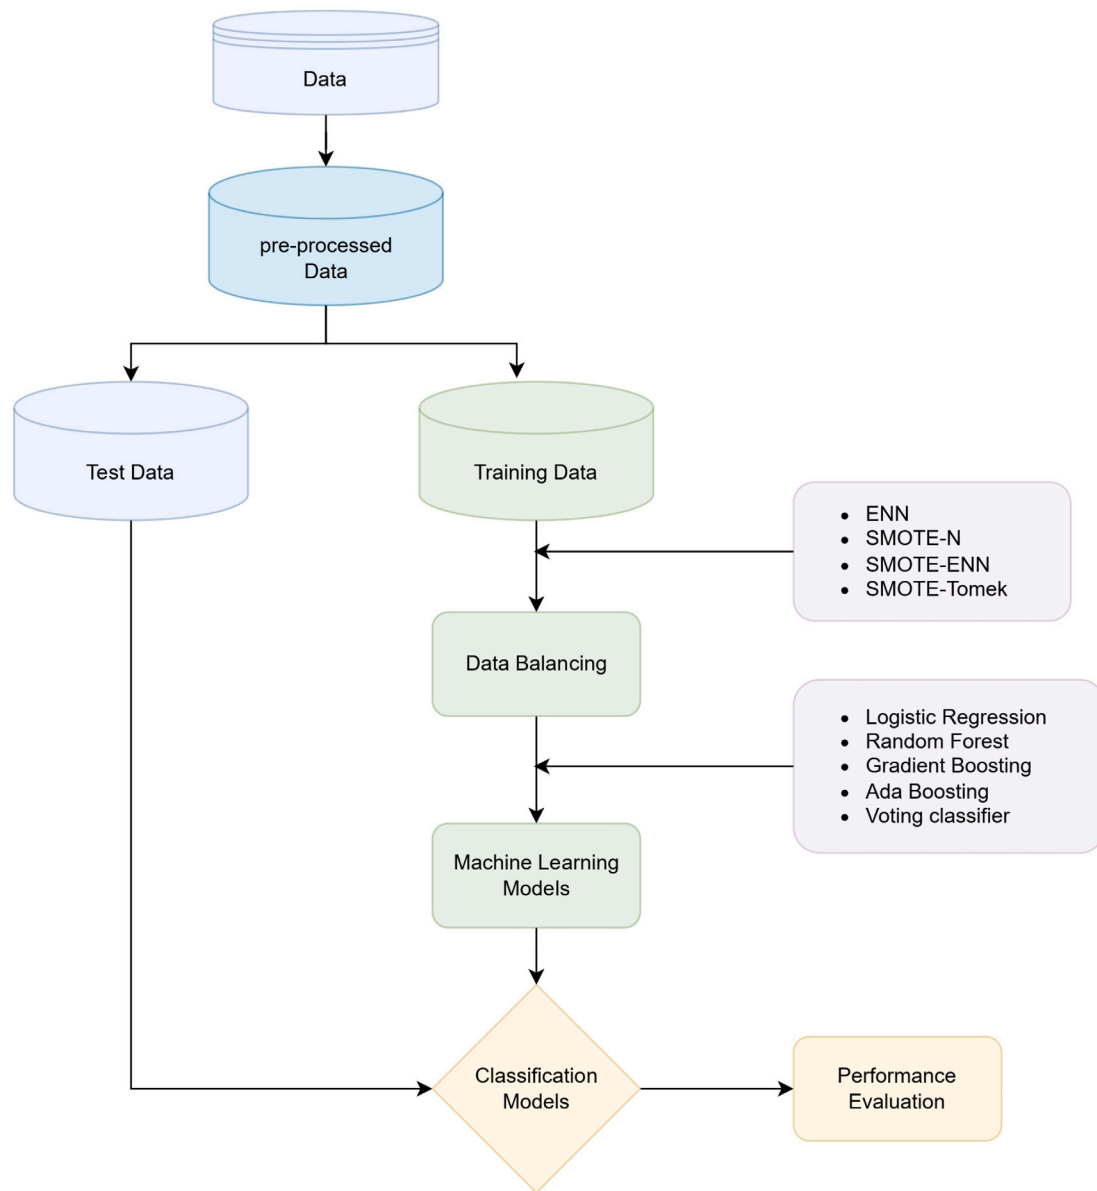 Data
pre-processed
Data
Test Data
Training Data
• ENN
• SMOTE-N
• SMOTE-ENN
• SMOTE-Tomek
Data Balancing
• Logistic Regression
• Random Forest
• Gradient Boosting
• Ada Boosting
• Voting classifier
Machine Learning
Models
Classification
Models
Performance
Evaluation